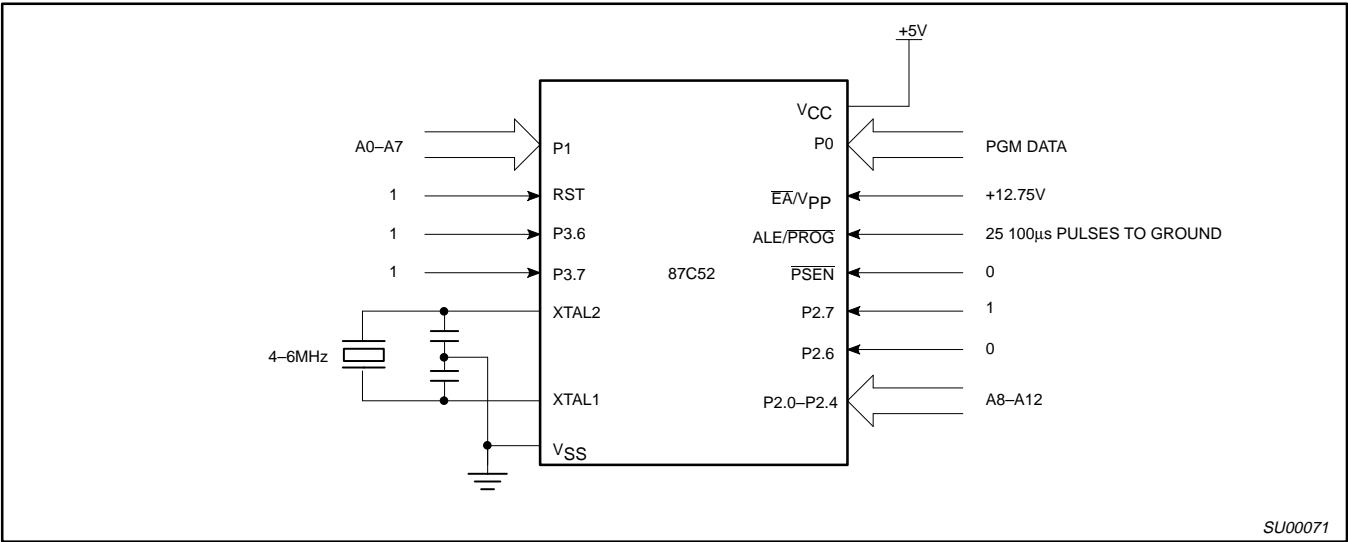 +5V
A0–A7
P1
VCC
P0
PGM DATA
1
RST
EA/VPP
+12.75V
1
P3.6
ALE/PROG
25 100µs PULSES TO GROUND
1
P3.7
87C52
PSEN
0
XTAL2
P2.7
1
4–6MHz
P2.6
0
XTAL1
P2.0–P2.4
A8–A12
VSS
SU00071